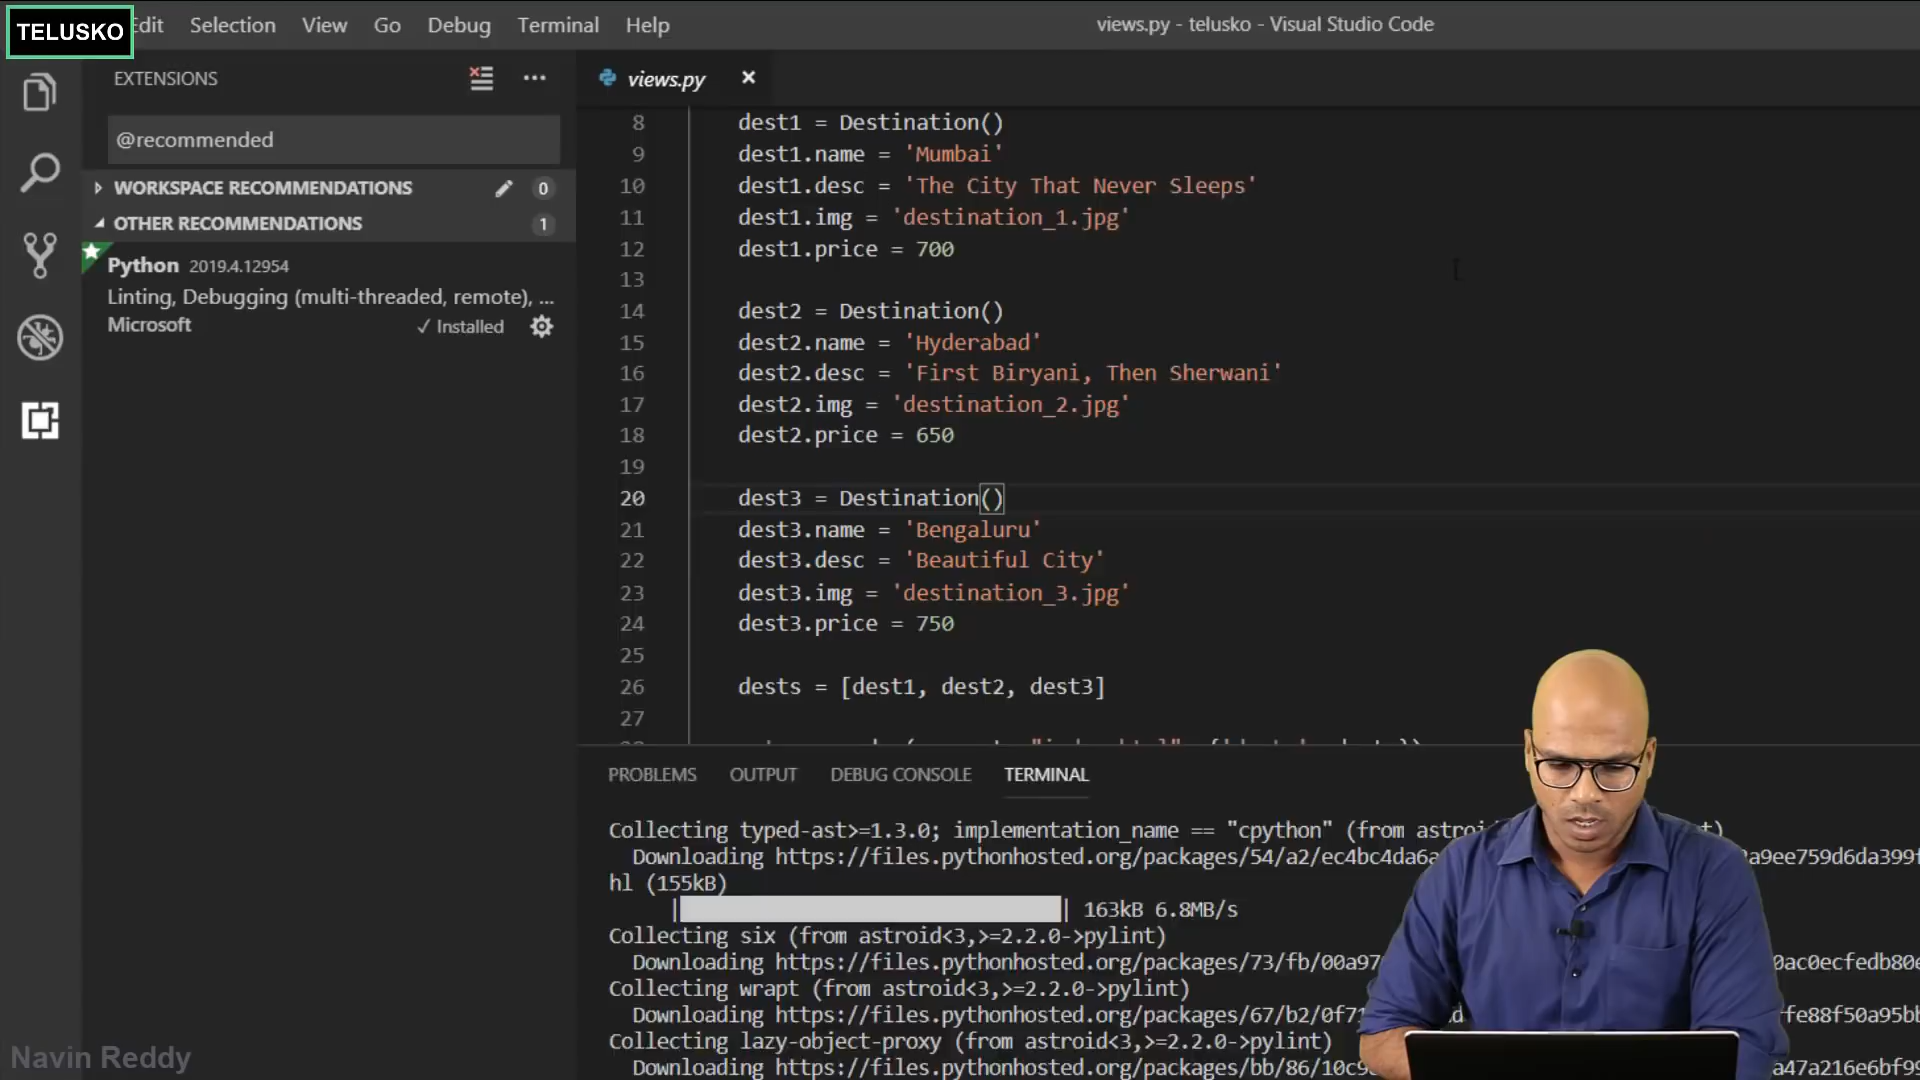 TELUSKO
Edit Selection View Go Debug Terminal Help
views.py - telusko - Visual Studio Code
EXTENSIONS
@recommended
WORKSPACE RECOMMENDATIONS 0
OTHER RECOMMENDATIONS 1
Python 2019.4.12954
Linting, Debugging (multi-threaded, remote), ...
Microsoft ✓ Installed
views.py
8 dest1 = Destination()
9 dest1.name = 'Mumbai'
10 dest1.desc = 'The City That Never Sleeps'
11 dest1.img = 'destination_1.jpg'
12 dest1.price = 700
13
14 dest2 = Destination()
15 dest2.name = 'Hyderabad'
16 dest2.desc = 'First Biryani, Then Sherwani'
17 dest2.img = 'destination_2.jpg'
18 dest2.price = 650
19
20 dest3 = Destination()
21 dest3.name = 'Bengaluru'
22 dest3.desc = 'Beautiful City'
23 dest3.img = 'destination_3.jpg'
24 dest3.price = 750
25
26 dests = [dest1, dest2, dest3]
27
PROBLEMS OUTPUT DEBUG CONSOLE TERMINAL
Collecting typed-ast>=1.3.0; implementation_name == "cpython" (from astroid
Downloading https://files.pythonhosted.org/packages/54/a2/ec4bc4da6a
hl (155kB)
163kB 6.8MB/s
Collecting six (from astroid<3,>=2.2.0->pylint)
Downloading https://files.pythonhosted.org/packages/73/fb/00a97
Collecting wrapt (from astroid<3,>=2.2.0->pylint)
Downloading https://files.pythonhosted.org/packages/67/b2/0f71
Collecting lazy-object-proxy (from astroid<3,>=2.2.0->pylint)
Downloading https://files.pythonhosted.org/packages/bb/86/10c9
Navin Reddy